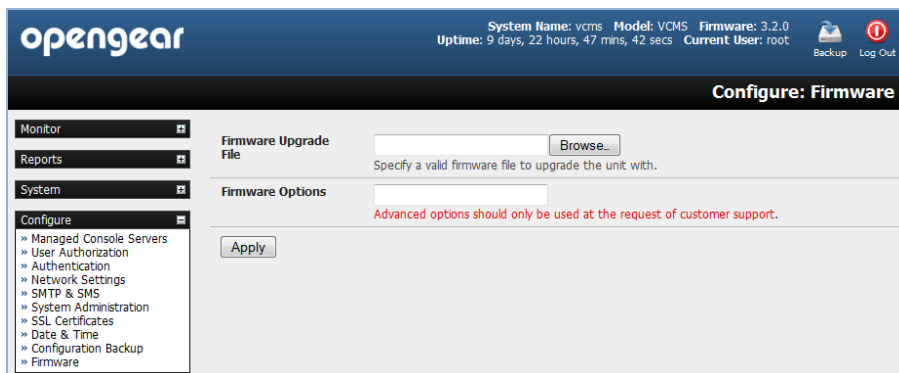 opengear
System Name: vcms Model: VCMS Firmware: 3.2.0
Uptime: 9 days, 22 hours, 47 mins, 42 secs Current User: root
Backup
Log Out
Configure: Firmware
Monitor
Reports
System
Configure
» Managed Console Servers
» User Authorization
» Authentication
» Network Settings
» SMTP & SMS
» System Administration
» SSL Certificates
» Date & Time
» Configuration Backup
» Firmware
Firmware Upgrade
File
Browse...
Specify a valid firmware file to upgrade the unit with.
Firmware Options
Advanced options should only be used at the request of customer support.
Apply